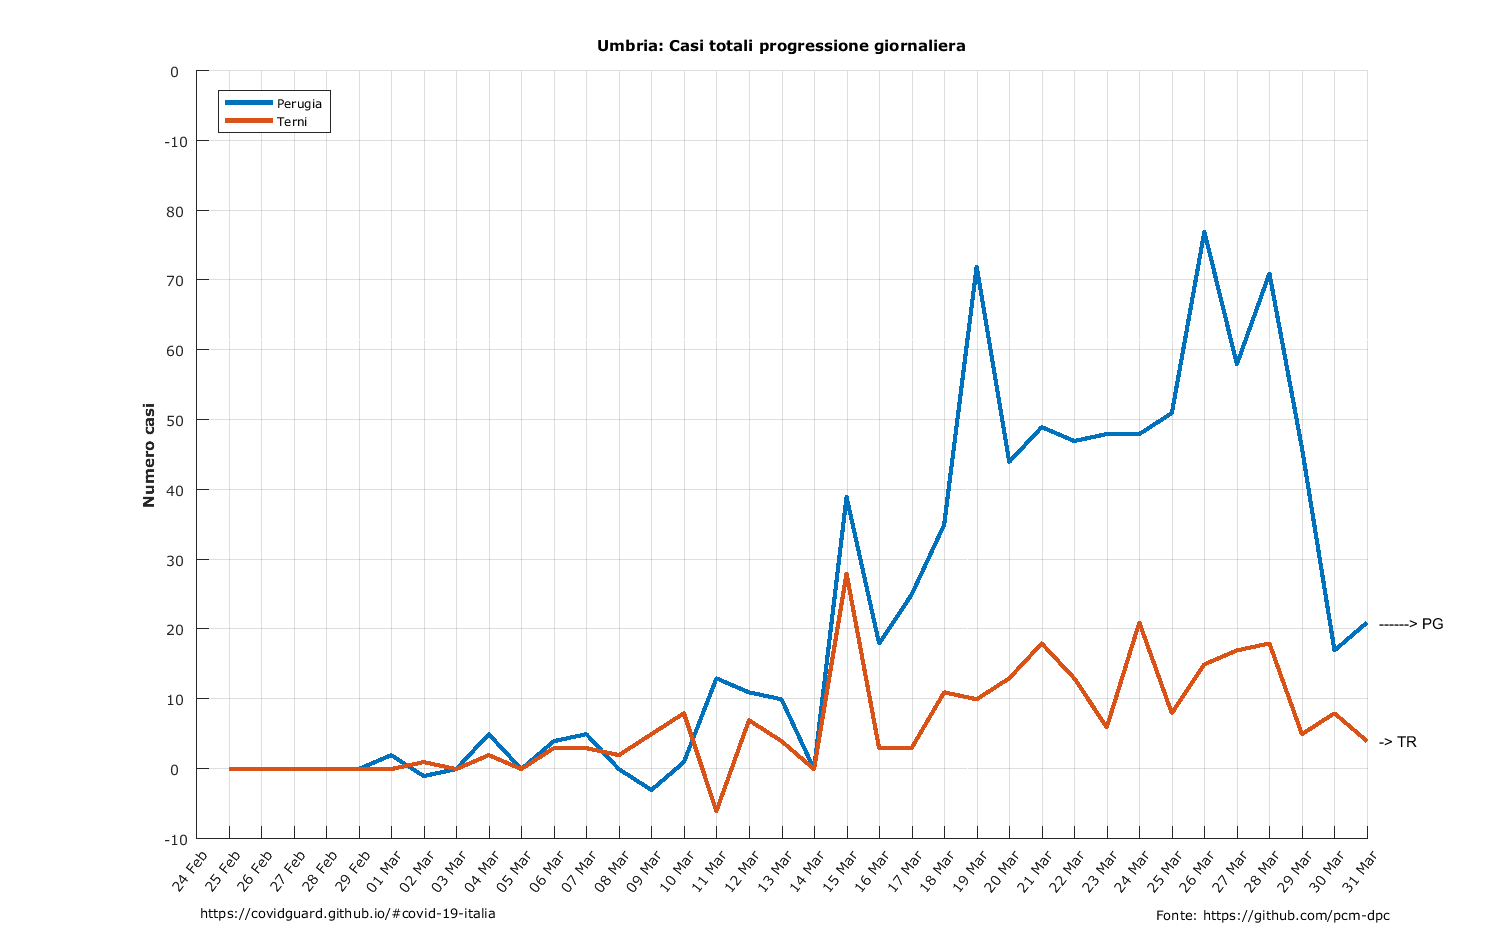 Umbria: Casi totali progressione giornaliera
0
-10
80
70
60
50
40
30
20
10
0
-10
Numero casi
Perugia
Terni
------> PG
-> TR
24 Feb
25 Feb
26 Feb
27 Feb
28 Feb
29 Feb
01 Mar
02 Mar
03 Mar
04 Mar
05 Mar
06 Mar
07 Mar
08 Mar
09 Mar
10 Mar
11 Mar
12 Mar
13 Mar
14 Mar
15 Mar
16 Mar
17 Mar
18 Mar
19 Mar
20 Mar
21 Mar
22 Mar
23 Mar
24 Mar
25 Mar
26 Mar
27 Mar
28 Mar
29 Mar
30 Mar
31 Mar
https://covidguard.github.io/#covid-19-italia
Fonte: https://github.com/pcm-dpc